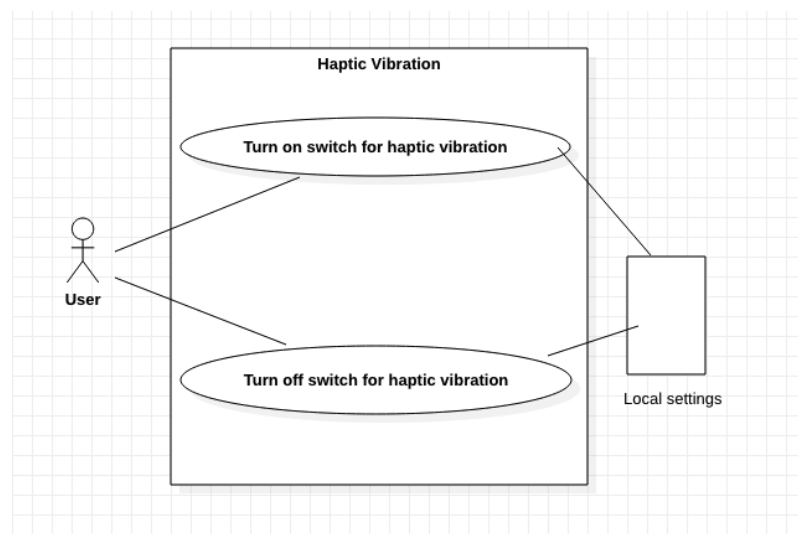 Haptic Vibration
Turn on switch for haptic vibration
User
Turn off switch for haptic vibration
Local settings